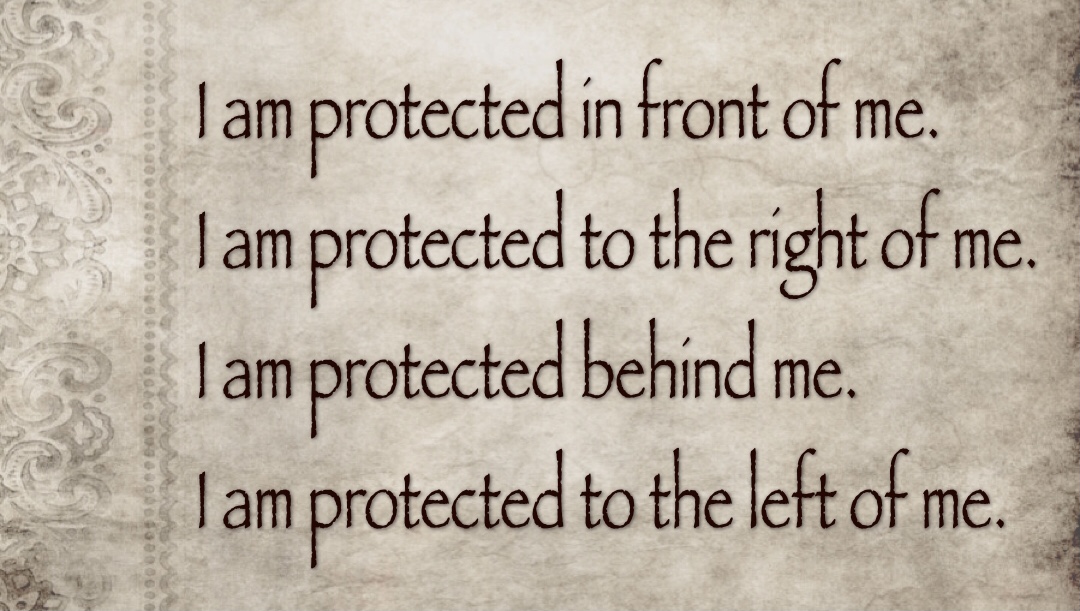 I am protected in front of me.
I am protected to the right of me.
I am protected behind me.
I am protected to the left of me.